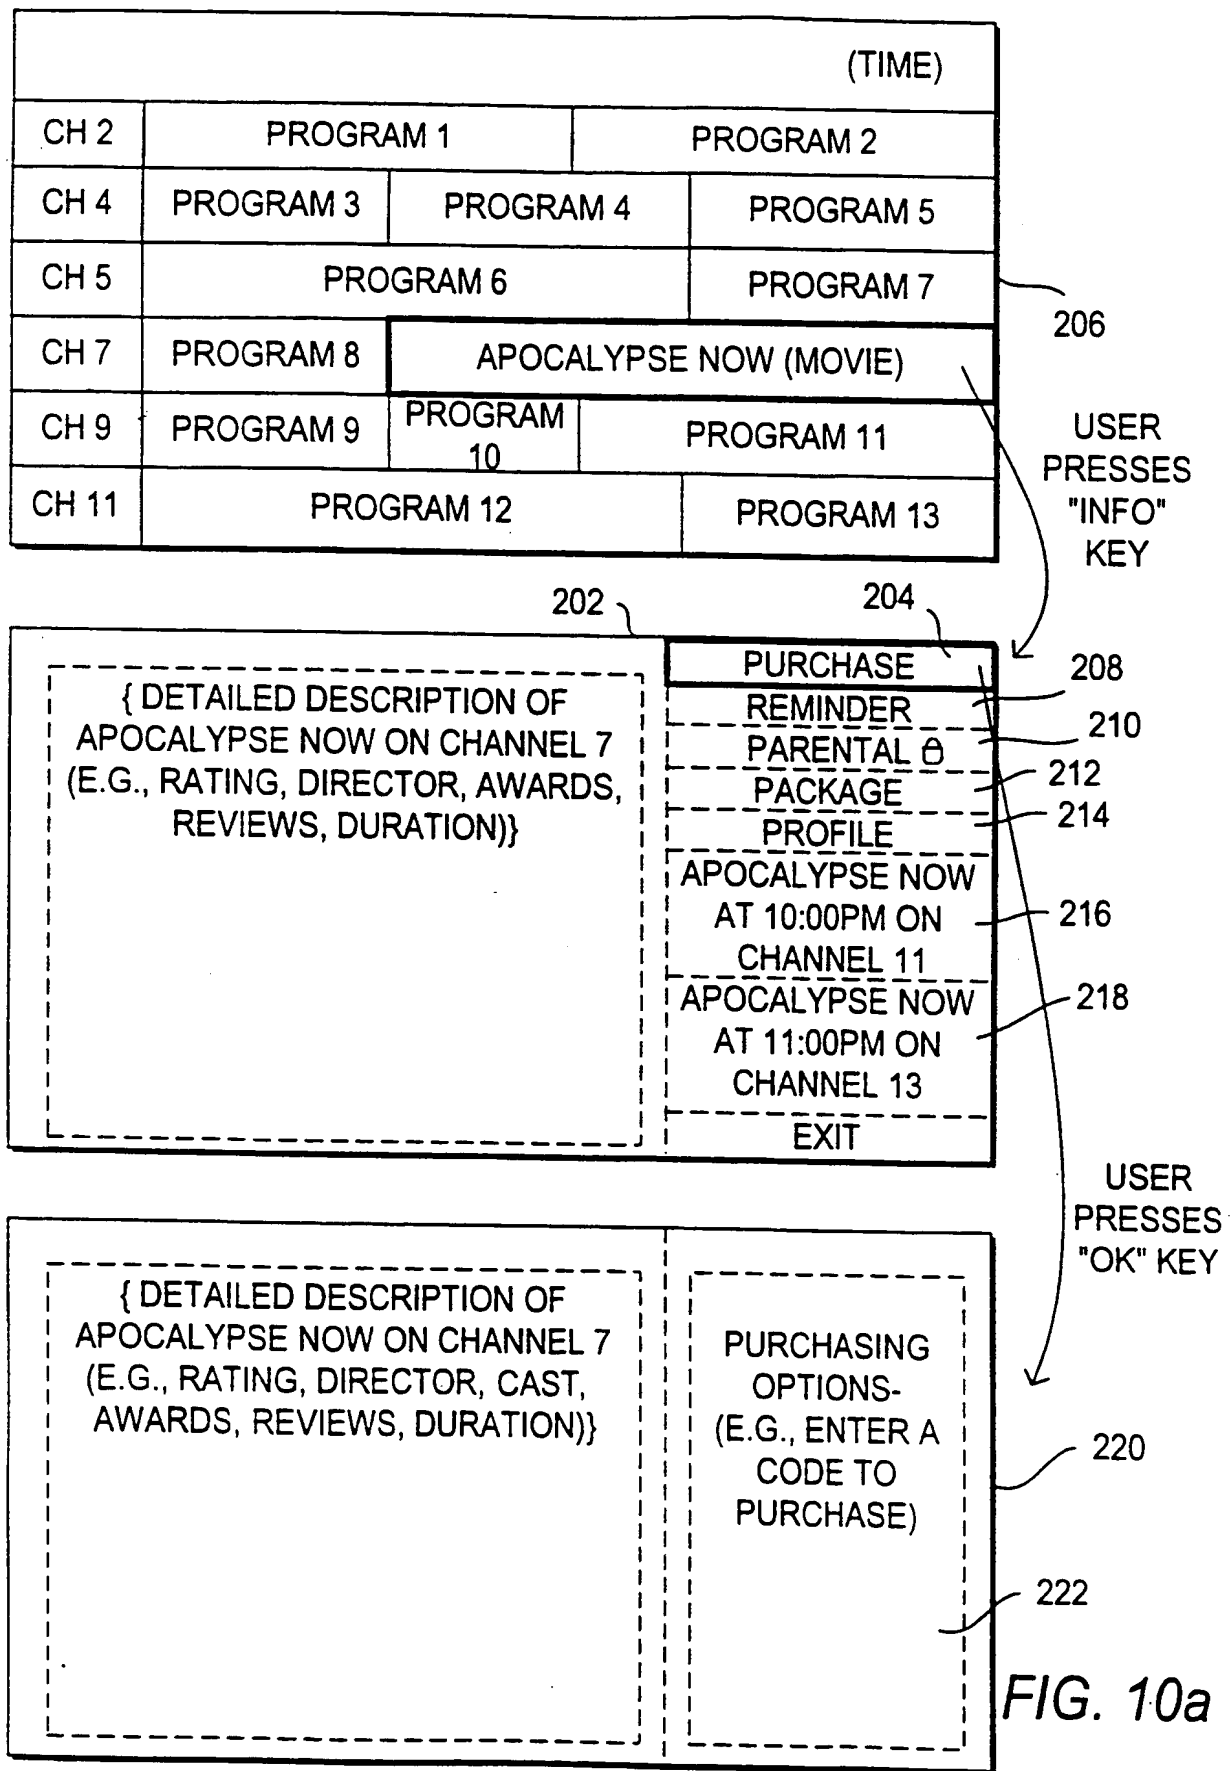 (TIME)
CH 2 PROGRAM 1 PROGRAM 2
CH 4 PROGRAM 3 PROGRAM 4 PROGRAM 5
CH 5 PROGRAM 6 PROGRAM 7
206
CH 7 PROGRAM 8 APOCALYPSE NOW (MOVIE)
CH 9 PROGRAM 9 PROGRAM
10 PROGRAM 11
CH 11 PROGRAM 12 PROGRAM 13
USER
PRESSES
"INFO"
KEY
202
204
{ DETAILED DESCRIPTION OF
APOCALYPSE NOW ON CHANNEL 7
(E.G., RATING, DIRECTOR, AWARDS,
REVIEWS, DURATION)}
PURCHASE
REMINDER
208
PARENTAL
210
PACKAGE
212
PROFILE
214
APOCALYPSE NOW
AT 10:00PM ON
CHANNEL 11
216
APOCALYPSE NOW
AT 11:00PM ON
CHANNEL 13
218
EXIT
USER
PRESSES
"OK" KEY
{ DETAILED DESCRIPTION OF
APOCALYPSE NOW ON CHANNEL 7
(E.G., RATING, DIRECTOR, CAST,
AWARDS, REVIEWS, DURATION)}
PURCHASING
OPTIONS-
(E.G., ENTER A
CODE TO
PURCHASE)
220
222
FIG. 10a